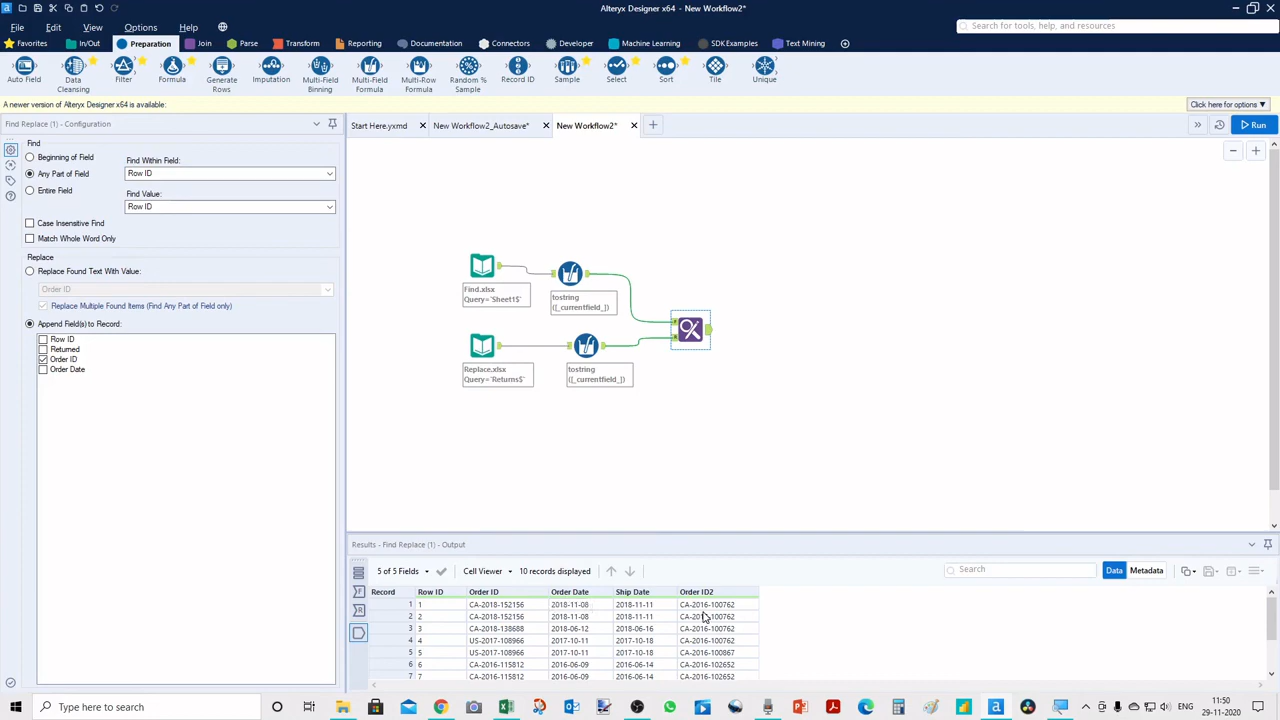 Alteryx Designer x64 - New Workflow2*
File Edit View Options Help
Search for tools, help, and resources
Favorites In/Out Preparation Join Parse Transform Reporting Documentation Connectors Developer Machine Learning SDKExamples Text Mining
Auto Field
Data Cleansing
Filter
Formula
Generate Rows
Imputation
Multi-Field Binning
Multi-Field Formula
Multi-Row Formula
Random % Sample
Record ID
Sample
Select
Sort
Tile
Unique
A newer version of Alteryx Designer x64 is available:
Click here for options ▼
Find Replace (1) - Configuration
Start Here.yxmd
New Workflow2_Autosave*
New Workflow2*
Run
Find
Beginning of Field
Any Part of Field
Entire Field
Find Within Field:
Row ID
Find Value:
Row ID
Case Insensitive Find
Match Whole Word Only
Replace
Replace Found Text With Value:
Order ID
Replace Multiple Found Items (Find Any Part of Field only)
Append Field(s) to Record:
Row ID
Returned
Order ID
Order Date
Find.xlsx
Query=`Sheet1$`
tostring
([_currentfield_])
Replace.xlsx
Query=`Returns$`
tostring
([_currentfield_])
Results - Find Replace (1) - Output
5 of 5 Fields
Cell Viewer
10 records displayed
Search
Data
Metadata
Record Row ID Order ID Order Date Ship Date Order ID2
1 1 CA-2018-152156 2018-11-08 2018-11-11 CA-2016-100762
2 2 CA-2018-152156 2018-11-08 2018-11-11 CA-2016-100762
3 3 CA-2018-138688 2018-06-12 2018-06-16 CA-2016-100762
4 4 US-2017-108966 2017-10-11 2017-10-18 CA-2016-100762
5 5 US-2017-108966 2017-10-11 2017-10-18 CA-2016-100867
6 6 CA-2016-115812 2016-06-09 2016-06-14 CA-2016-102652
7 7 CA-2016-115812 2016-06-09 2016-06-14 CA-2016-102652
Type here to search
ENG
11:50
29-11-2020